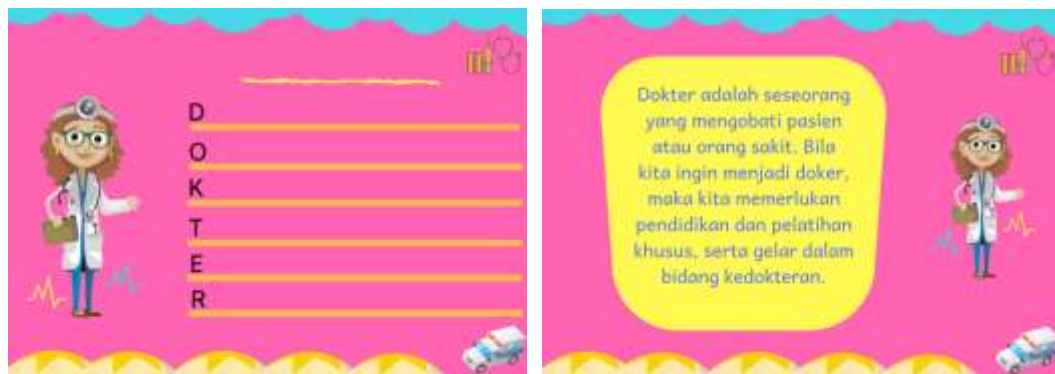 D
O
K
T
E
R
Dokter adalah seseorang
yang mengobati pasien
atau orang sakit. Bila
kita ingin menjadi doker,
maka kita memerlukan
pendidikan dan pelatihan
khusus, serta gelar dalam
bidang kedokteran.